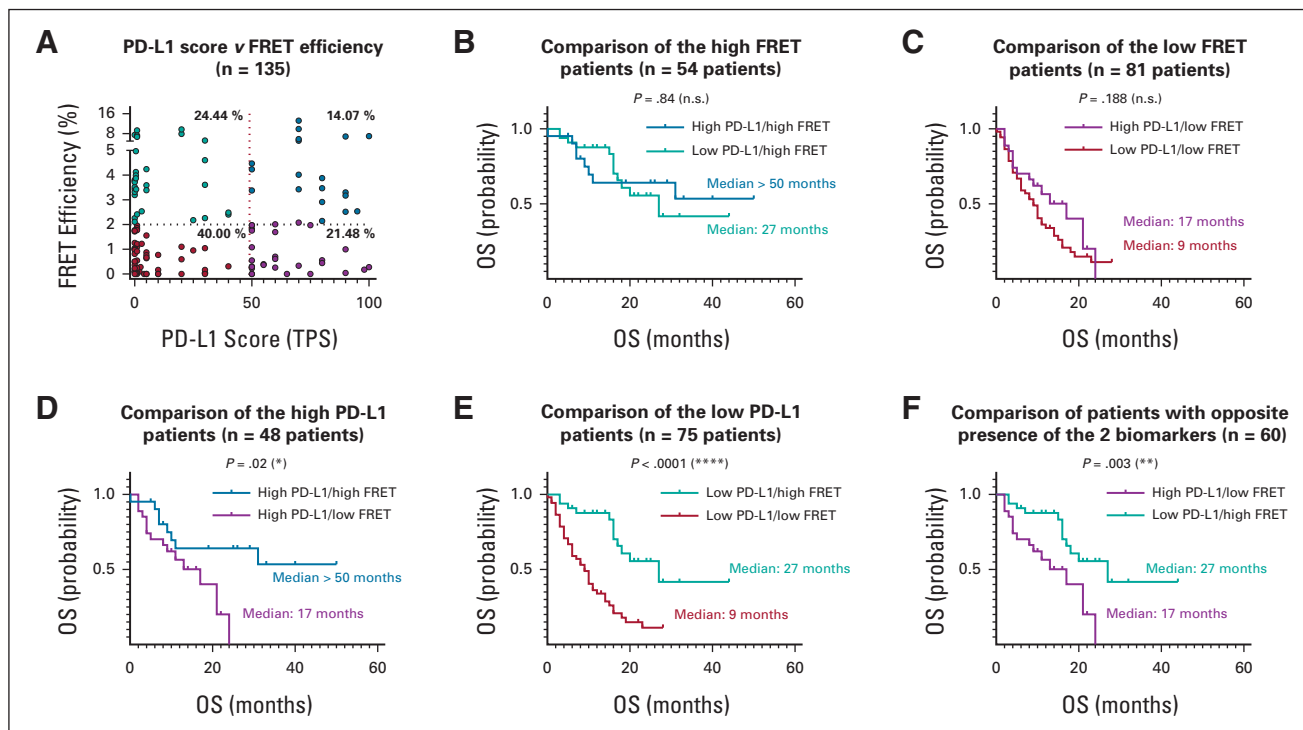 A
PD-L1 score v FRET efficiency
(n = 135)
FRET Efficiency (%)
16
8
5
4
3
2
1
0
24.44 %
14.07 %
40.00 %
21.48 %
0
50
100
PD-L1 Score (TPS)
B
Comparison of the high FRET
patients (n = 54 patients)
P = .84 (n.s.)
High PD-L1/high FRET
Low PD-L1/high FRET
OS (probability)
1.0
0.5
Median > 50 months
Median: 27 months
0
20
40
60
OS (months)
C
Comparison of the low FRET
patients (n = 81 patients)
P = .188 (n.s.)
High PD-L1/low FRET
Low PD-L1/low FRET
OS (probability)
1.0
0.5
Median: 17 months
Median: 9 months
0
20
40
60
OS (months)
D
Comparison of the high PD-L1
patients (n = 48 patients)
P = .02 (*)
High PD-L1/high FRET
High PD-L1/low FRET
OS (probability)
1.0
0.5
Median > 50 months
Median: 17 months
0
20
40
60
OS (months)
E
Comparison of the low PD-L1
patients (n = 75 patients)
P < .0001 (****)
Low PD-L1/high FRET
Low PD-L1/low FRET
OS (probability)
1.0
0.5
Median: 27 months
Median: 9 months
0
20
40
60
OS (months)
F
Comparison of patients with opposite
presence of the 2 biomarkers (n = 60)
P = .003 (**)
High PD-L1/low FRET
Low PD-L1/high FRET
OS (probability)
1.0
0.5
Median: 27 months
Median: 17 months
0
20
40
60
OS (months)